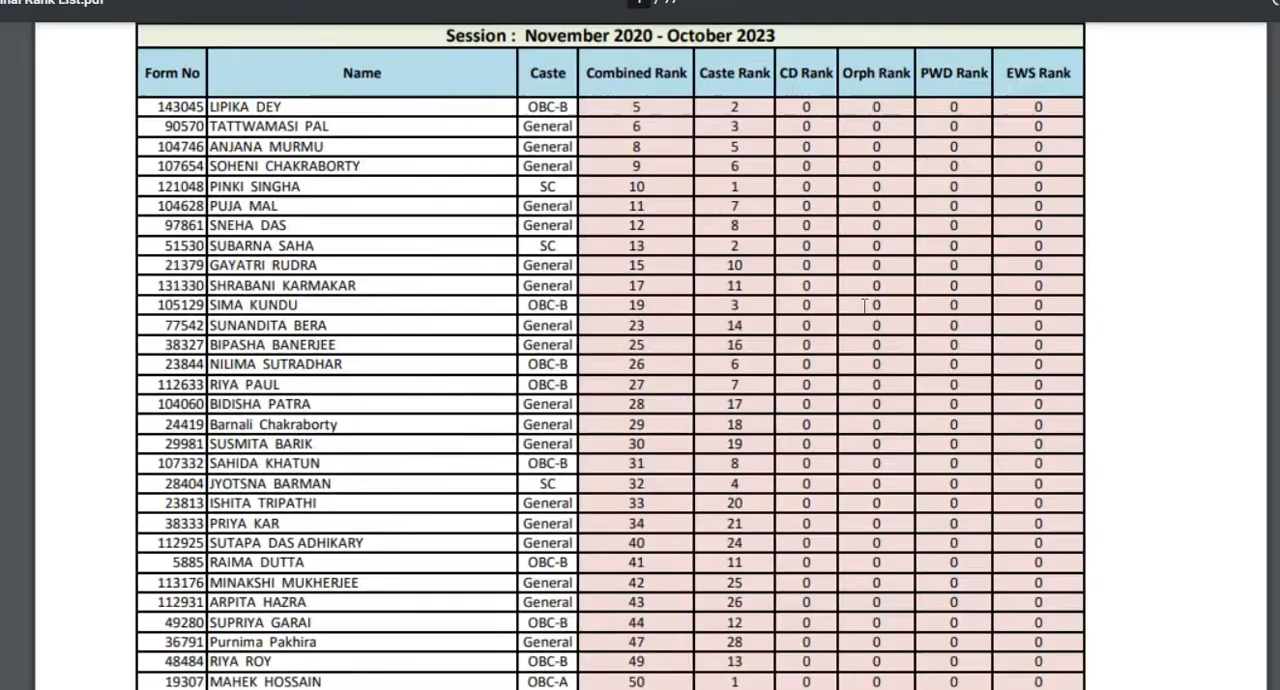 Rank List.pdf
Session : November 2020 - October 2023
Form No Name Caste Combined Rank Caste Rank CD Rank Orph Rank PWD Rank EWS Rank
143045 LIPIKA DEY OBC-B 5 2 0 0 0 0
90570 TATTWAMASI PAL General 6 3 0 0 0 0
104746 ANJANA MURMU General 8 5 0 0 0 0
107654 SOHENI CHAKRABORTY General 9 6 0 0 0 0
121048 PINKI SINGHA SC 10 1 0 0 0 0
104628 PUJA MAL General 11 7 0 0 0 0
97861 SNEHA DAS General 12 8 0 0 0 0
51530 SUBARNA SAHA SC 13 2 0 0 0 0
21379 GAYATRI RUDRA General 15 10 0 0 0 0
131330 SHRABANI KARMAKAR General 17 11 0 0 0 0
105129 SIMA KUNDU OBC-B 19 3 0 0 0 0
77542 SUNANDITA BERA General 23 14 0 0 0 0
38327 BIPASHA BANERJEE General 25 16 0 0 0 0
23844 NILIMA SUTRADHAR OBC-B 26 6 0 0 0 0
112633 RIYA PAUL OBC-B 27 7 0 0 0 0
104060 BIDISHA PATRA General 28 17 0 0 0 0
24419 Barnali Chakraborty General 29 18 0 0 0 0
29981 SUSMITA BARIK General 30 19 0 0 0 0
107332 SAHIDA KHATUN OBC-B 31 8 0 0 0 0
28404 JYOTSNA BARMAN SC 32 4 0 0 0 0
23813 ISHITA TRIPATHI General 33 20 0 0 0 0
38333 PRIYA KAR General 34 21 0 0 0 0
112925 SUTAPA DAS ADHIKARY General 40 24 0 0 0 0
5885 RAIMA DUTTA OBC-B 41 11 0 0 0 0
113176 MINAKSHI MUKHERJEE General 42 25 0 0 0 0
112931 ARPITA HAZRA General 43 26 0 0 0 0
49280 SUPRIYA GARAI OBC-B 44 12 0 0 0 0
36791 Purnima Pakhira General 47 28 0 0 0 0
48484 RIYA ROY OBC-B 49 13 0 0 0 0
19307 MAHEK HOSSAIN OBC-A 50 1 0 0 0 0